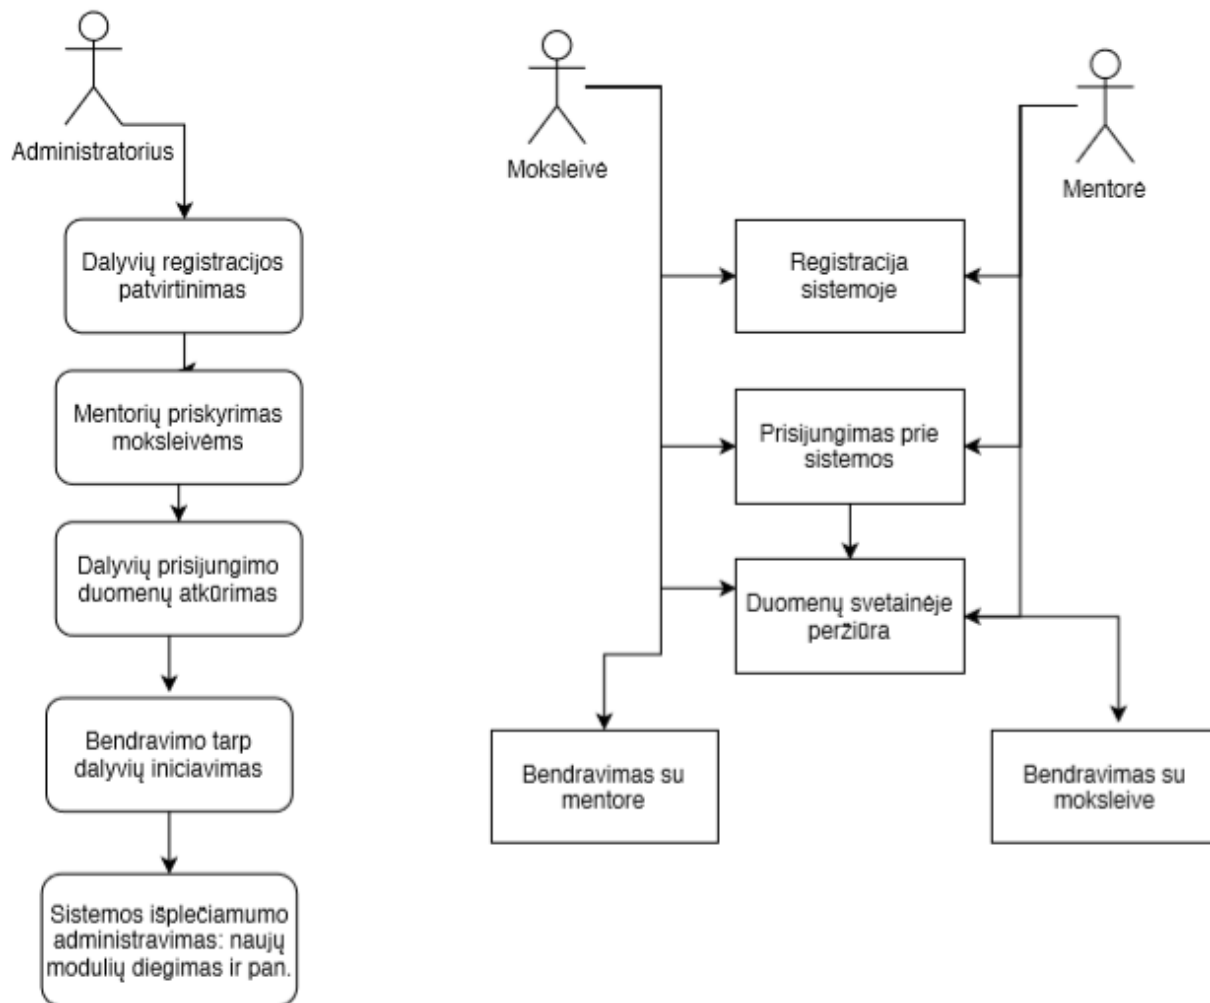 Administratorius
Dalyvių registracijos
patvirtinimas
Mentorių priskyrimas
moksleivėms
Dalyvių prisijungimo
duomenų atkūrimas
Bendravimo tarp
dalyvių iniciavimas
Sistemos išplečiamumo
administravimas: naujų
modulių diegimas ir pan.
Moksleivė
Mentorė
Registracija
sistemoje
Prisijungimas prie
sistemos
Duomenų svetainėje
peržiūra
Bendravimas su
mentore
Bendravimas su
moksleive